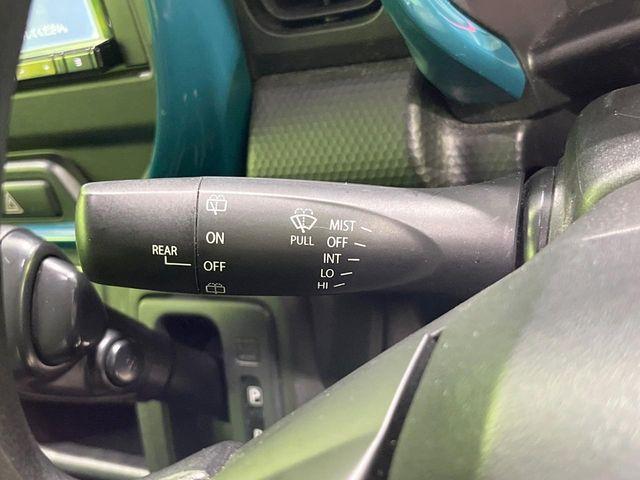 REAR
ON
OFF
PULL
MIST
OFF
INT
LO
HI
P